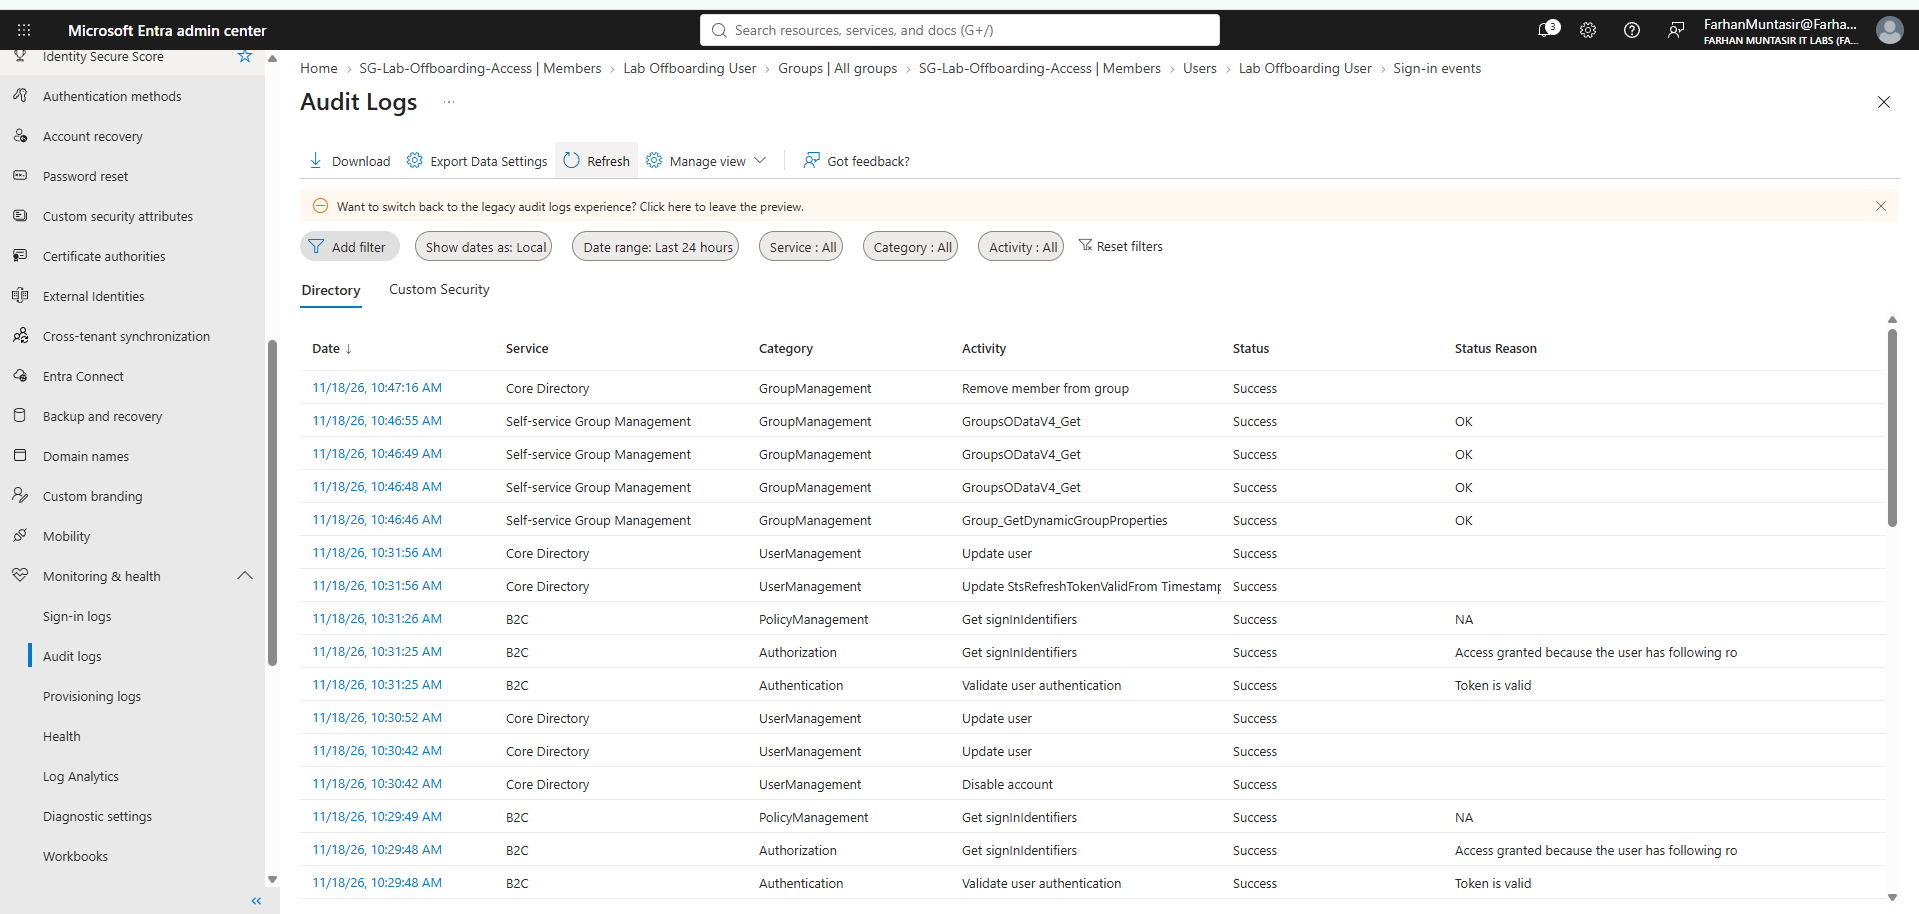 Microsoft Entra admin center
Search resources, services, and docs (G+/)
3
FarhanMuntasir@Farha...
FARHAN MUNTASIR IT LABS (FA...
Identity Secure Score
Authentication methods
Account recovery
Password reset
Custom security attributes
Certificate authorities
External Identities
Cross-tenant synchronization
Entra Connect
Backup and recovery
Domain names
Custom branding
Mobility
Monitoring & health
Sign-in logs
Audit logs
Provisioning logs
Health
Log Analytics
Diagnostic settings
Workbooks
Home > SG-Lab-Offboarding-Access | Members > Lab Offboarding User > Groups | All groups > SG-Lab-Offboarding-Access | Members > Users > Lab Offboarding User > Sign-in events
Audit Logs ...
Download Export Data Settings Refresh Manage view Got feedback?
Want to switch back to the legacy audit logs experience? Click here to leave the preview.
Add filter Show dates as: Local Date range: Last 24 hours Service : All Category : All Activity : All Reset filters
Directory Custom Security
Date ↓ Service Category Activity Status Status Reason
11/18/26, 10:47:16 AM Core Directory GroupManagement Remove member from group Success
11/18/26, 10:46:55 AM Self-service Group Management GroupManagement GroupsODataV4_Get Success OK
11/18/26, 10:46:49 AM Self-service Group Management GroupManagement GroupsODataV4_Get Success OK
11/18/26, 10:46:48 AM Self-service Group Management GroupManagement GroupsODataV4_Get Success OK
11/18/26, 10:46:46 AM Self-service Group Management GroupManagement Group_GetDynamicGroupProperties Success OK
11/18/26, 10:31:56 AM Core Directory UserManagement Update user Success
11/18/26, 10:31:56 AM Core Directory UserManagement Update StsRefreshTokenValidFrom Timestamp Success
11/18/26, 10:31:26 AM B2C PolicyManagement Get signInIdentifiers Success NA
11/18/26, 10:31:25 AM B2C Authorization Get signInIdentifiers Success Access granted because the user has following ro
11/18/26, 10:31:25 AM B2C Authentication Validate user authentication Success Token is valid
11/18/26, 10:30:52 AM Core Directory UserManagement Update user Success
11/18/26, 10:30:42 AM Core Directory UserManagement Update user Success
11/18/26, 10:30:42 AM Core Directory UserManagement Disable account Success
11/18/26, 10:29:49 AM B2C PolicyManagement Get signInIdentifiers Success NA
11/18/26, 10:29:48 AM B2C Authorization Get signInIdentifiers Success Access granted because the user has following ro
11/18/26, 10:29:48 AM B2C Authentication Validate user authentication Success Token is valid